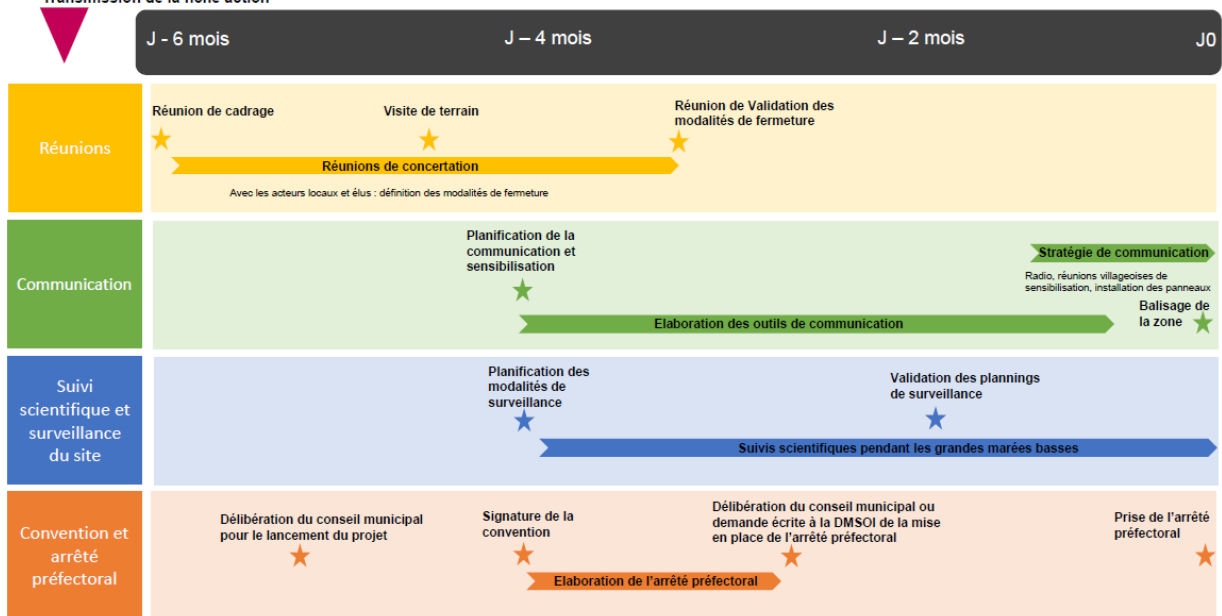 Transmission de la fiche action
J - 6 mois
J – 4 mois
J – 2 mois
J0
Réunions
Réunion de cadrage
Visite de terrain
Réunion de Validation des
modalités de fermeture
Réunions de concertation
Avec les acteurs locaux et élus : définition des modalités de fermeture
Communication
Planification de la
communication et
sensibilisation
Stratégie de communication
Radio, réunions villageoises de
sensibilisation, installation des panneaux
Balisage de
la zone
Elaboration des outils de communication
Suivi
scientifique et
surveillance
du site
Planification des
modalités de
surveillance
Validation des plannings
de surveillance
Suivis scientifiques pendant les grandes marées basses
Convention et
arrêté
préfectoral
Délibération du conseil municipal
pour le lancement du projet
Signature de la
convention
Délibération du conseil municipal ou
demande écrite à la DMSOI de la mise
en place de l'arrêté préfectoral
Prise de l'arrêté
préfectoral
Elaboration de l'arrêté préfectoral